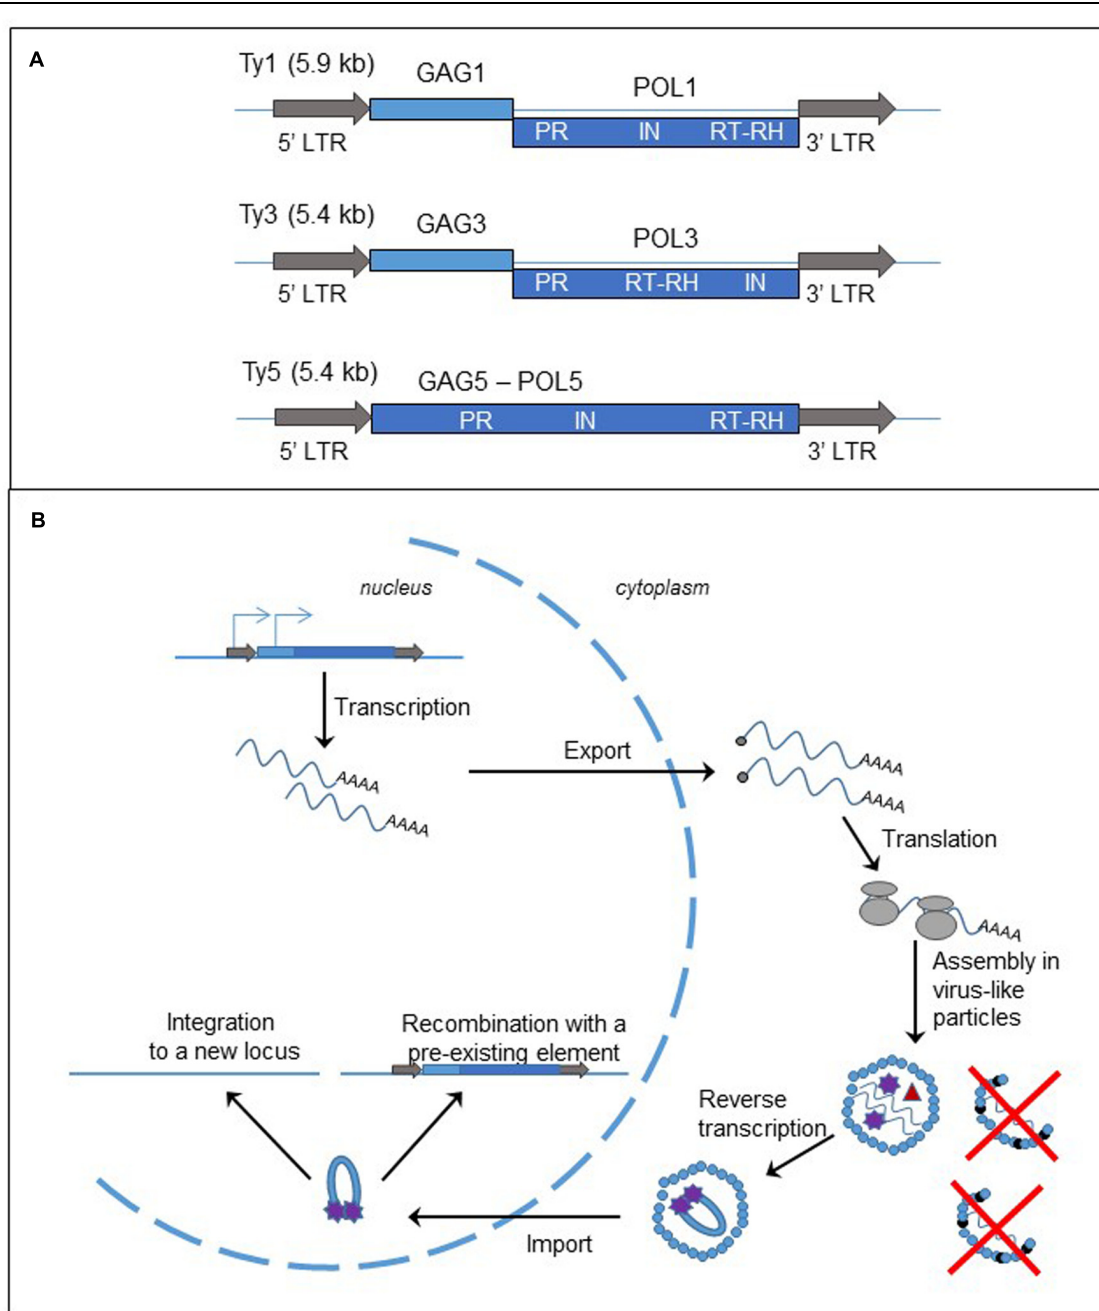 A
Ty1 (5.9 kb)
GAG1
POL1
PR IN RT-RH
5' LTR
3' LTR
Ty3 (5.4 kb)
GAG3
POL3
PR RT-RH IN
5' LTR
3' LTR
Ty5 (5.4 kb)
GAG5 – POL5
PR IN RT-RH
5' LTR
3' LTR
B
nucleus
cytoplasm
Transcription
AAAA
AAAA
Export
AAAA
AAAA
Translation
AAAA
Assembly in
virus-like
particles
Integration
to a new locus
Recombination with a
pre-existing element
Reverse
transcription
Import